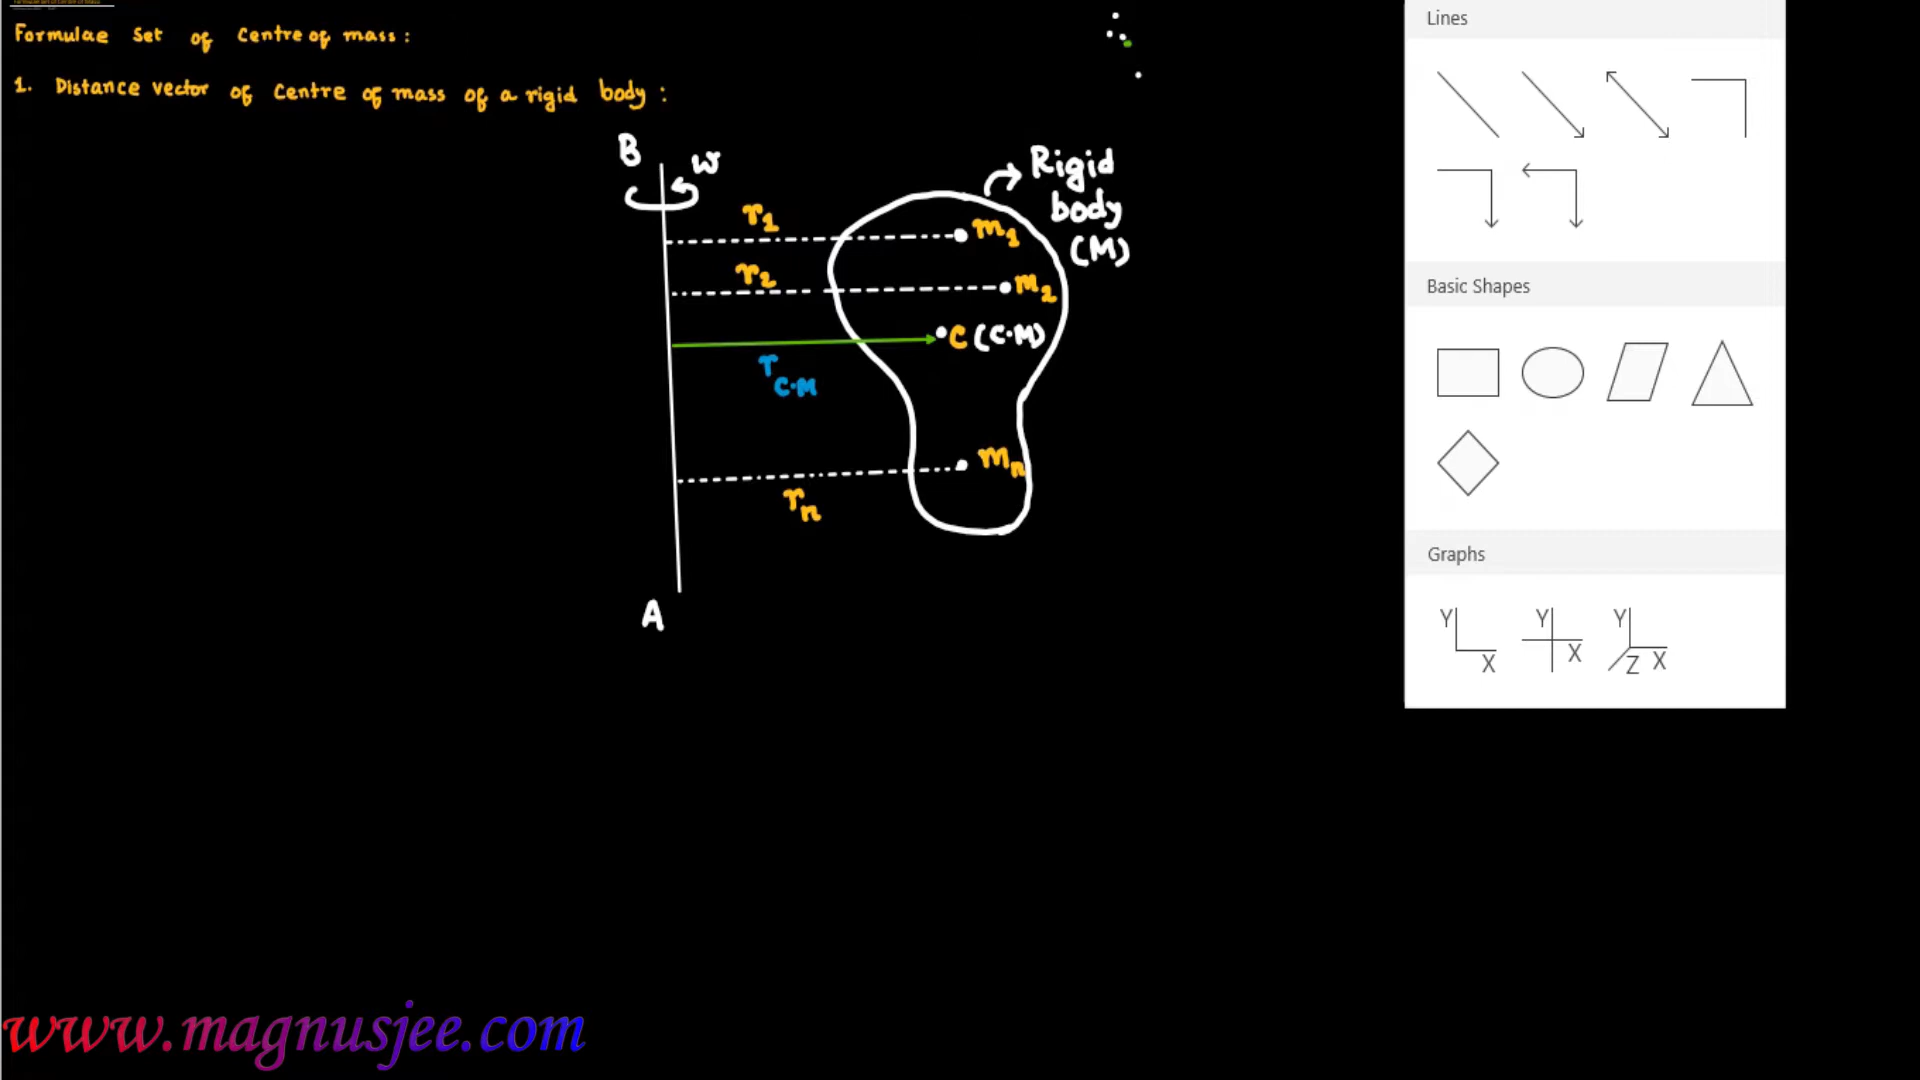 Formulae Set of Centre of mass :
1. Distance vector of Centre of mass of a rigid body :
B
w
r1
m1
Rigid
body
(M)
r2
m2
C (C·M)
rC·M
mn
rn
A
Lines
Basic Shapes
Graphs
Y X
Y X
Y Z X
www.magnusjee.com